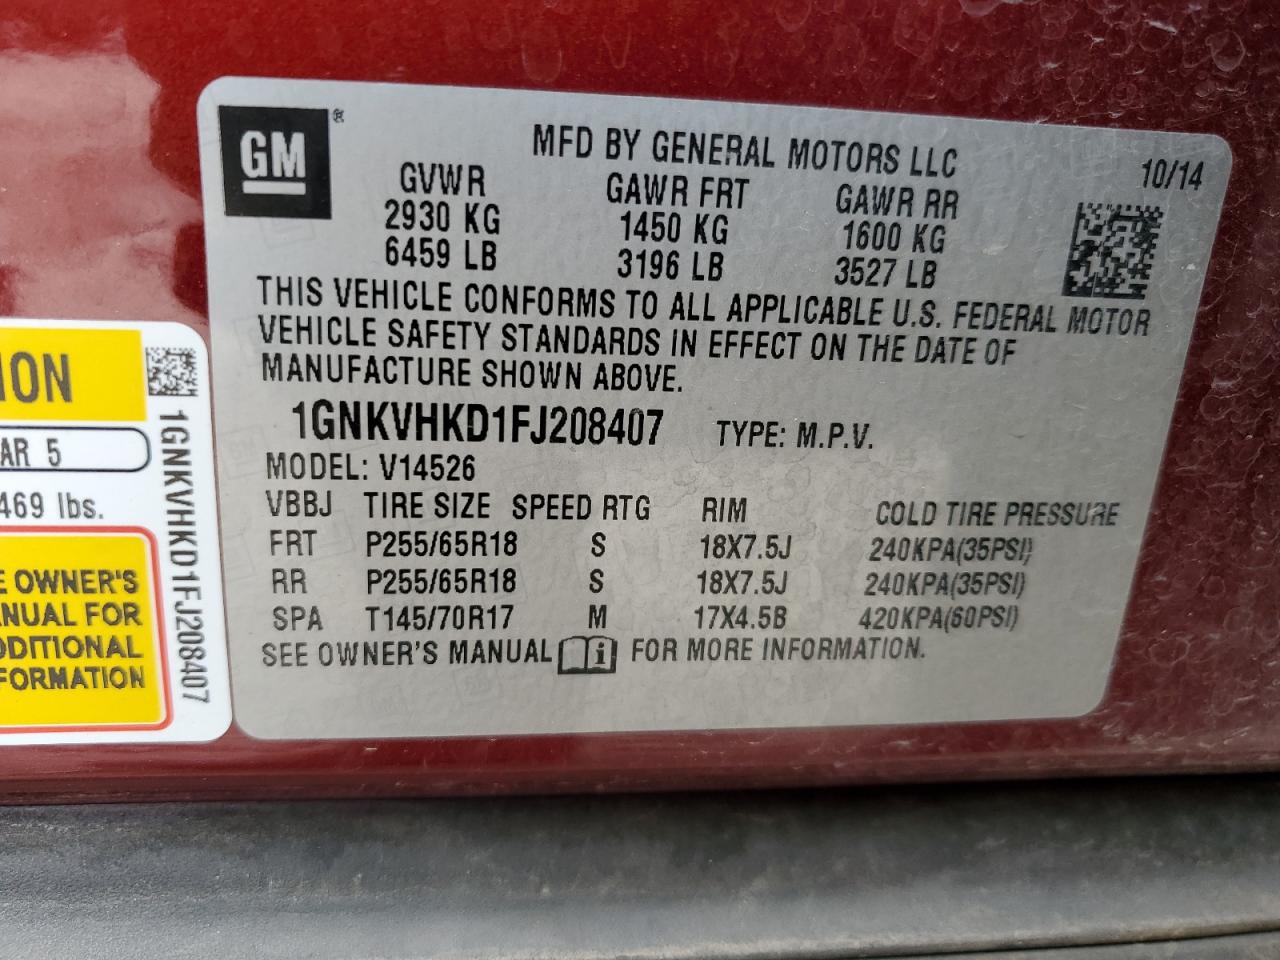 GM®
MFD BY GENERAL MOTORS LLC
10/14
GVWR GAWR FRT GAWR RR
2930 KG 1450 KG 1600 KG
6459 LB 3196 LB 3527 LB
THIS VEHICLE CONFORMS TO ALL APPLICABLE U.S. FEDERAL MOTOR
VEHICLE SAFETY STANDARDS IN EFFECT ON THE DATE OF
MANUFACTURE SHOWN ABOVE.
1GNKVHKD1FJ208407 TYPE: M.P.V.
MODEL: V14526
VBBJ TIRE SIZE SPEED RTG RIM COLD TIRE PRESSURE
FRT P255/65R18 S 18X7.5J 240KPA(35PSI)
RR P255/65R18 S 18X7.5J 240KPA(35PSI)
SPA T145/70R17 M 17X4.5B 420KPA(60PSI)
SEE OWNER'S MANUAL i FOR MORE INFORMATION.
ION
AR 5
469 lbs.
E OWNER'S
ANUAL FOR
DDITIONAL
FORMATION
1GNKVHKD1FJ208407